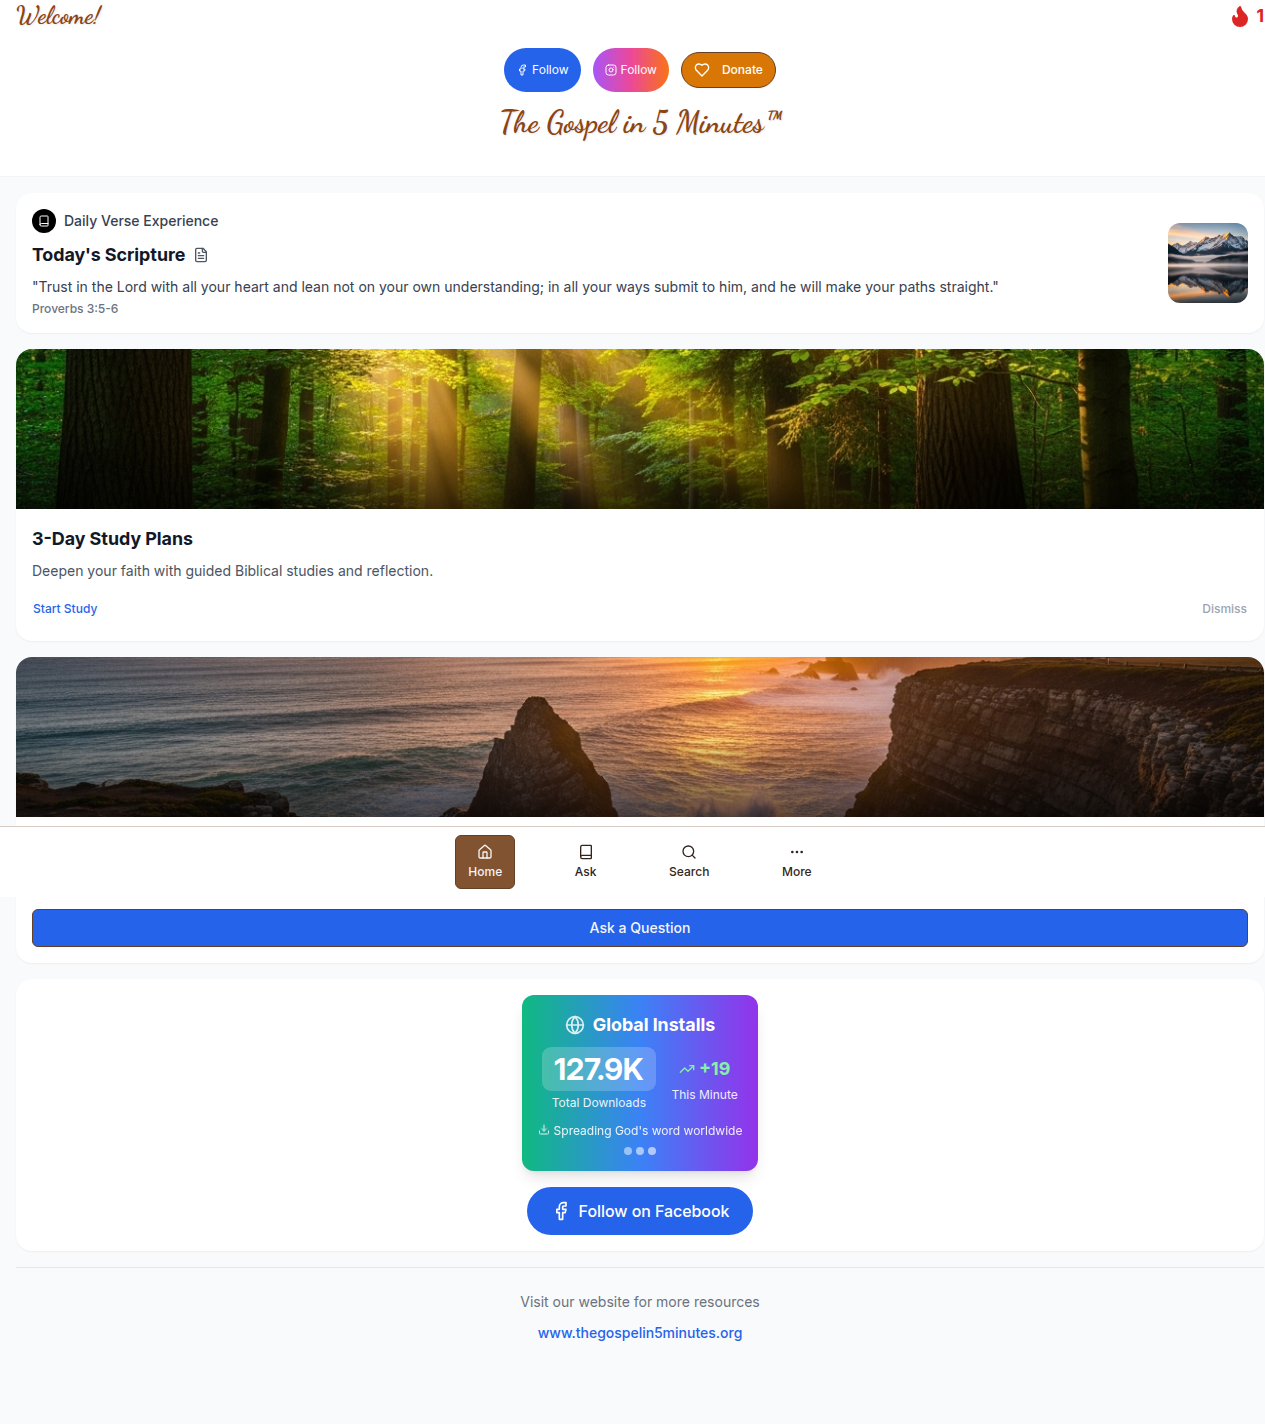 Welcome!
1
Follow
Follow
Donate
The Gospel in 5 Minutes™
Daily Verse Experience
Today's Scripture
"Trust in the Lord with all your heart and lean not on your own understanding; in all your ways submit to him, and he will make your paths straight."
Proverbs 3:5-6
3-Day Study Plans
Deepen your faith with guided Biblical studies and reflection.
Start Study
Dismiss
Home
Ask
Search
More
Ask a Question
Global Installs
127.9K
+19
Total Downloads
This Minute
Spreading God's word worldwide
Follow on Facebook
Visit our website for more resources
www.thegospelin5minutes.org